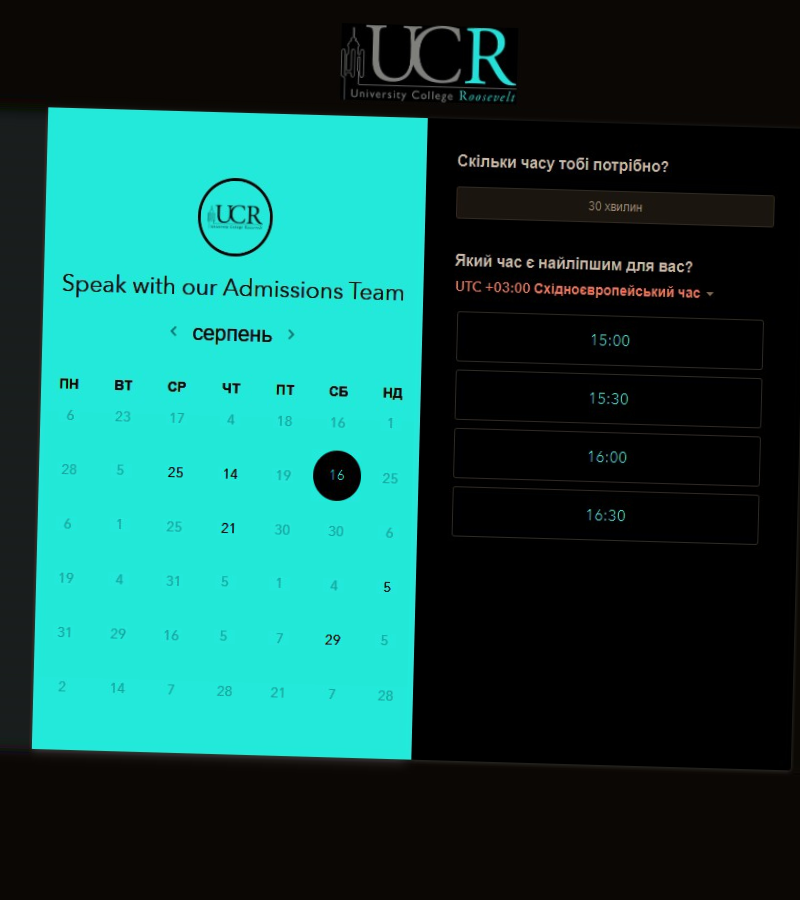 UCR
University College Roosevelt
UCR
University College Roosevelt
Speak with our Admissions Team
серпень
ПН ВТ СР ЧТ ПТ СБ НД
6 23 17 4 18 16 1
28 5 25 14 19 16 25
6 1 25 21 30 30 6
19 4 31 5 1 4 5
31 29 16 5 7 29 5
2 14 7 28 21 7 28
Скільки часу тобі потрібно?
30 хвилин
Який час є найліпшим для вас?
UTC +03:00 Східноєвропейський час
15:00
15:30
16:00
16:30